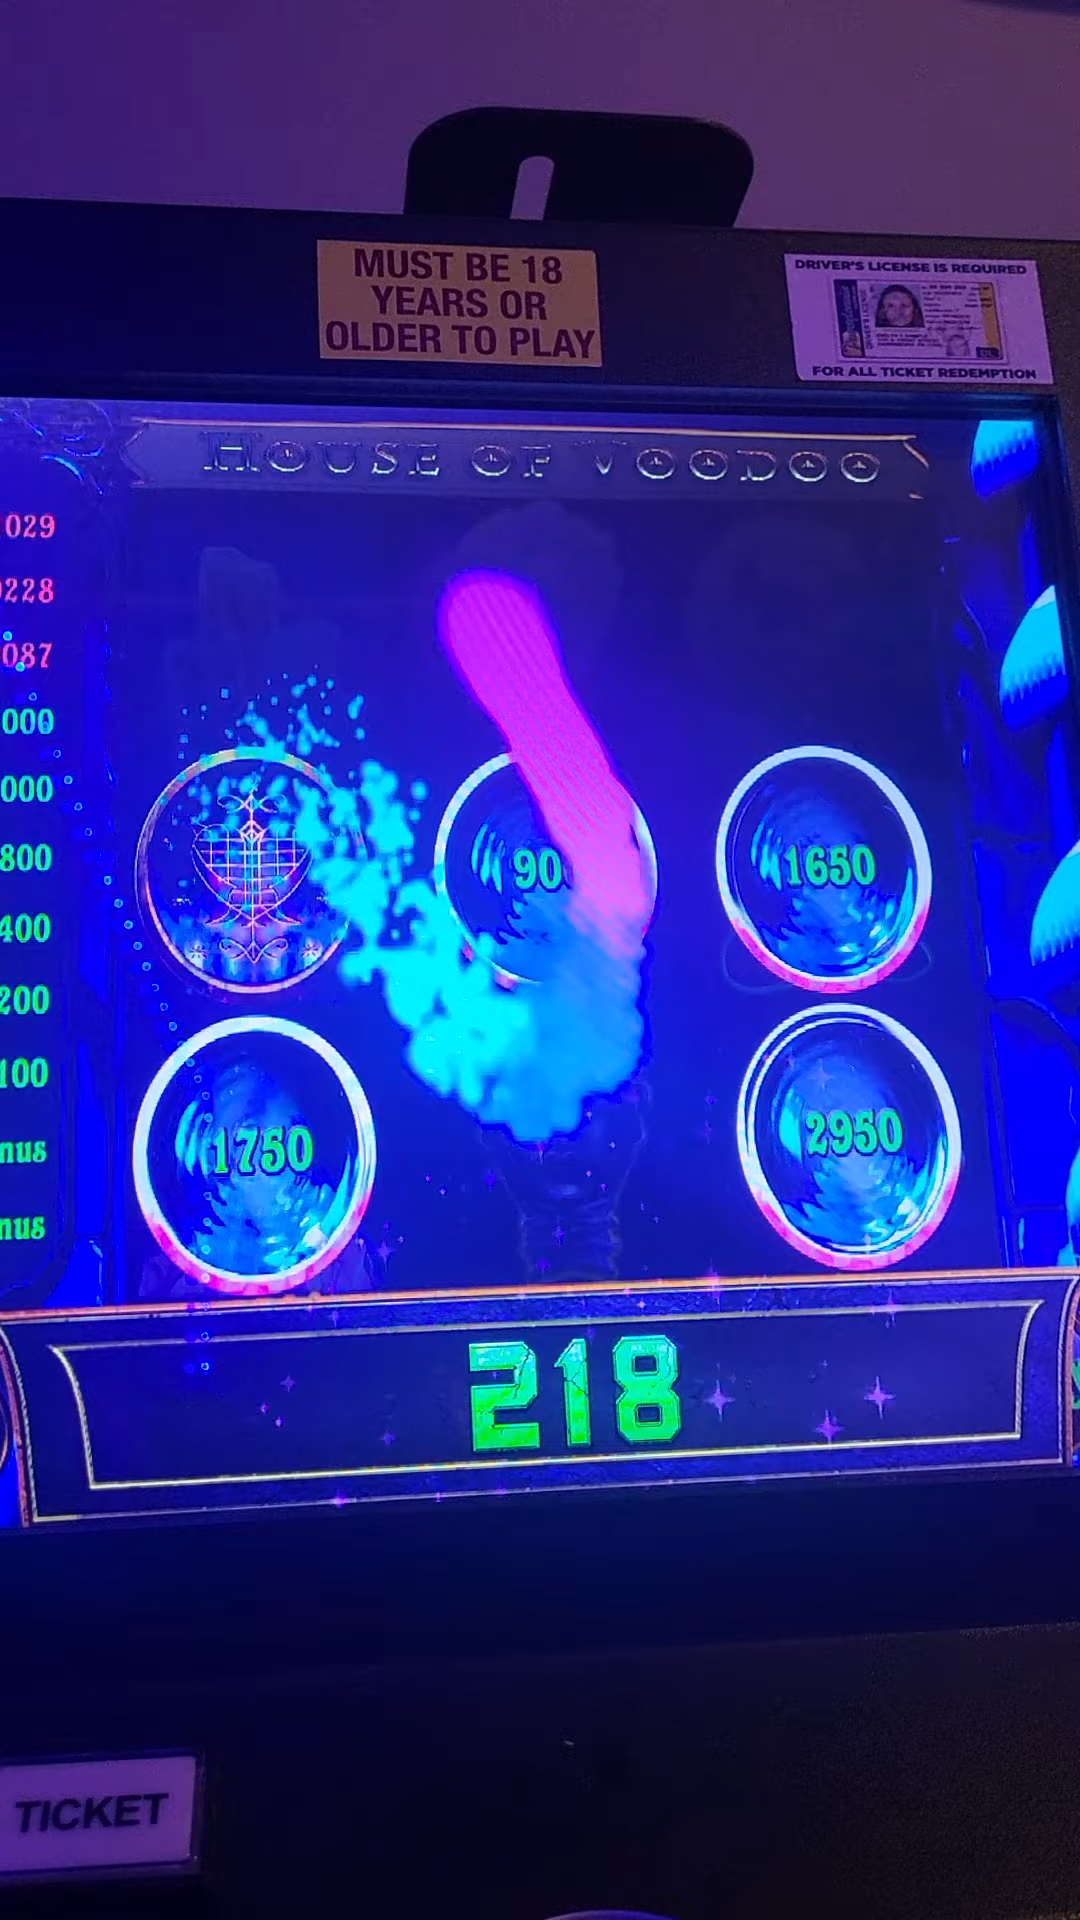 MUST BE 18
YEARS OR
OLDER TO PLAY
DRIVER'S LICENSE IS REQUIRED
FOR ALL TICKET REDEMPTION
HOUSE OF VOODOO
029
228
087
000
000
800
400
200
100
nus
nus
90
1650
1750
2950
218
TICKET